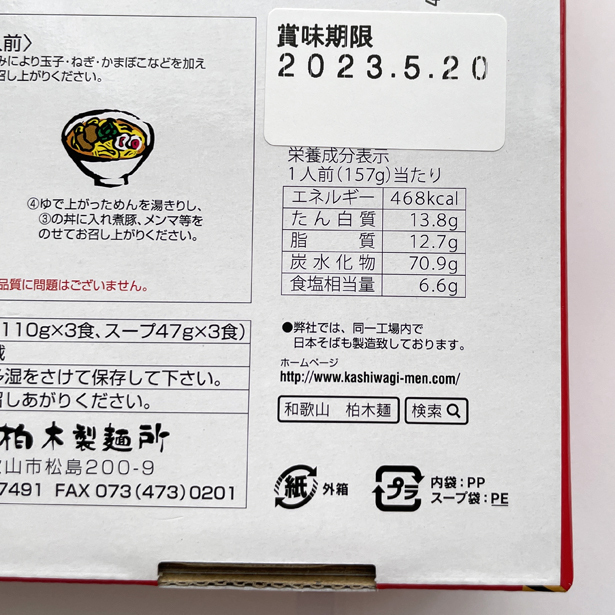 賞味期限
2023.5.20
人前〉
みにより玉子・ねぎ・かまぼこなどを加え
召し上がりください。
④ゆで上がっためんを湯きりし、
③の丼に入れ煮豚、メンマ等を
のせてお召し上がりください。
品質に問題はございません。
栄養成分表示
1人前(157g)当たり
エネルギー 468kcal
たん白質 13.8g
脂質 12.7g
炭水化物 70.9g
食塩相当量 6.6g
●弊社では、同一工場内で
日本そばも製造致しております。
ホームページ
http://www.kashiwagi-men.com/
和歌山 柏木麺 検索
110g×3食、スープ47g×3食)
湿をさけて保存して下さい。
召しあがりください。
柏木製麺所
山市松島200-9
7491 FAX 073(473)0201
紙 外箱
プラ 内袋:PP
スープ袋:PE